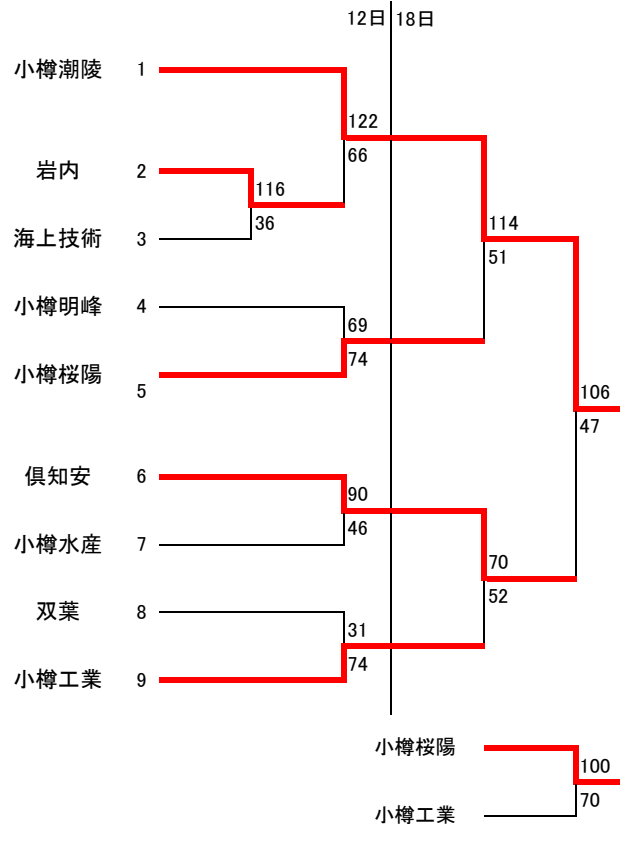 12日 18日
小樽潮陵 1
122
66
岩内 2
116
36
海上技術 3
114
51
小樽明峰 4
69
74
小樽桜陽 5
106
47
倶知安 6
90
46
小樽水産 7
70
52
双葉 8
31
74
小樽工業 9
小樽桜陽
100
70
小樽工業